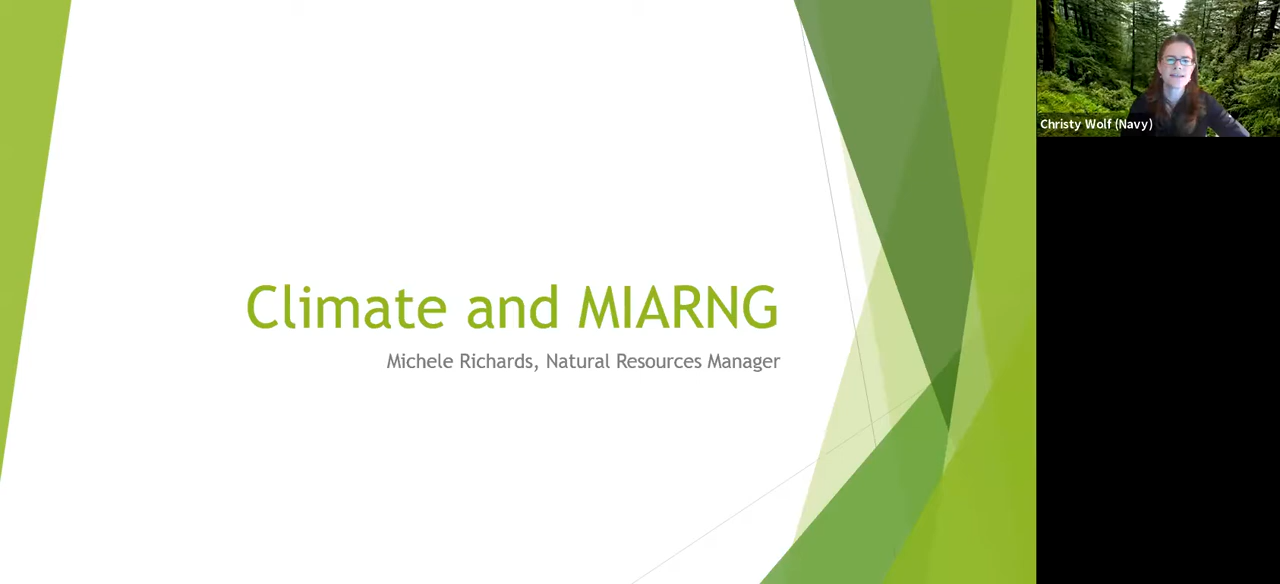 Climate and MIARNG
Michele Richards, Natural Resources Manager
Christy Wolf (Navy)